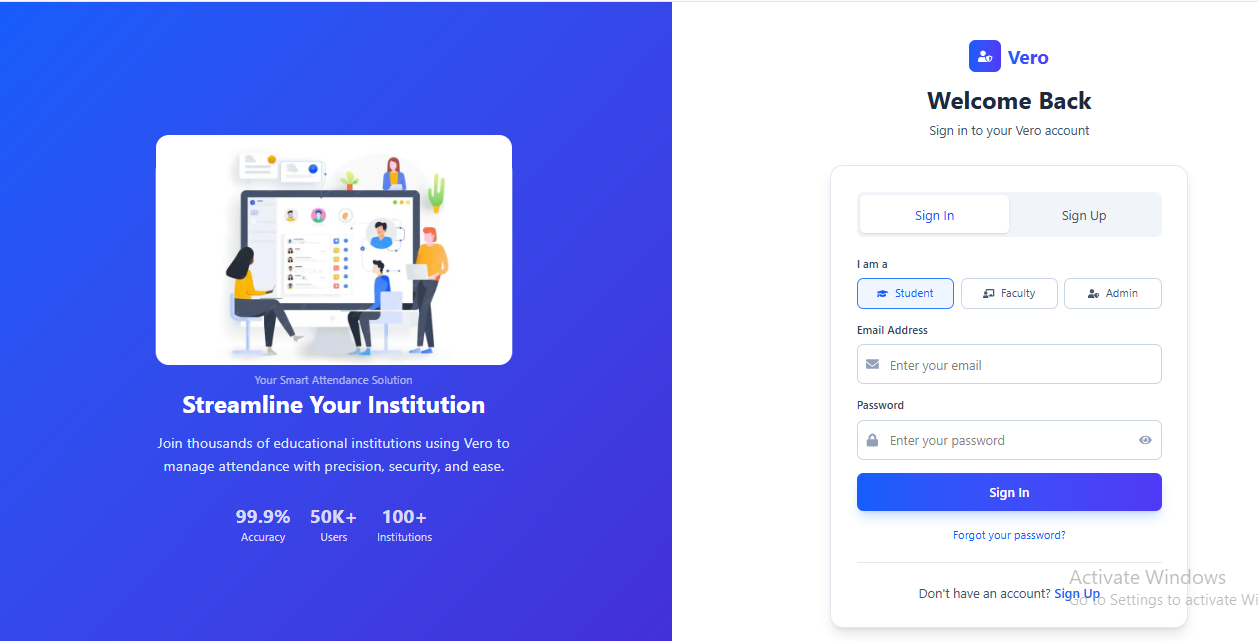 Your Smart Attendance Solution
Streamline Your Institution
Join thousands of educational institutions using Vero to
manage attendance with precision, security, and ease.
99.9% 50K+ 100+
Accuracy Users Institutions
Vero
Welcome Back
Sign in to your Vero account
Sign In Sign Up
I am a
Student Faculty Admin
Email Address
Enter your email
Password
Enter your password
Sign In
Forgot your password?
Don't have an account? Sign Up
Activate Windows
Go to Settings to activate Wi